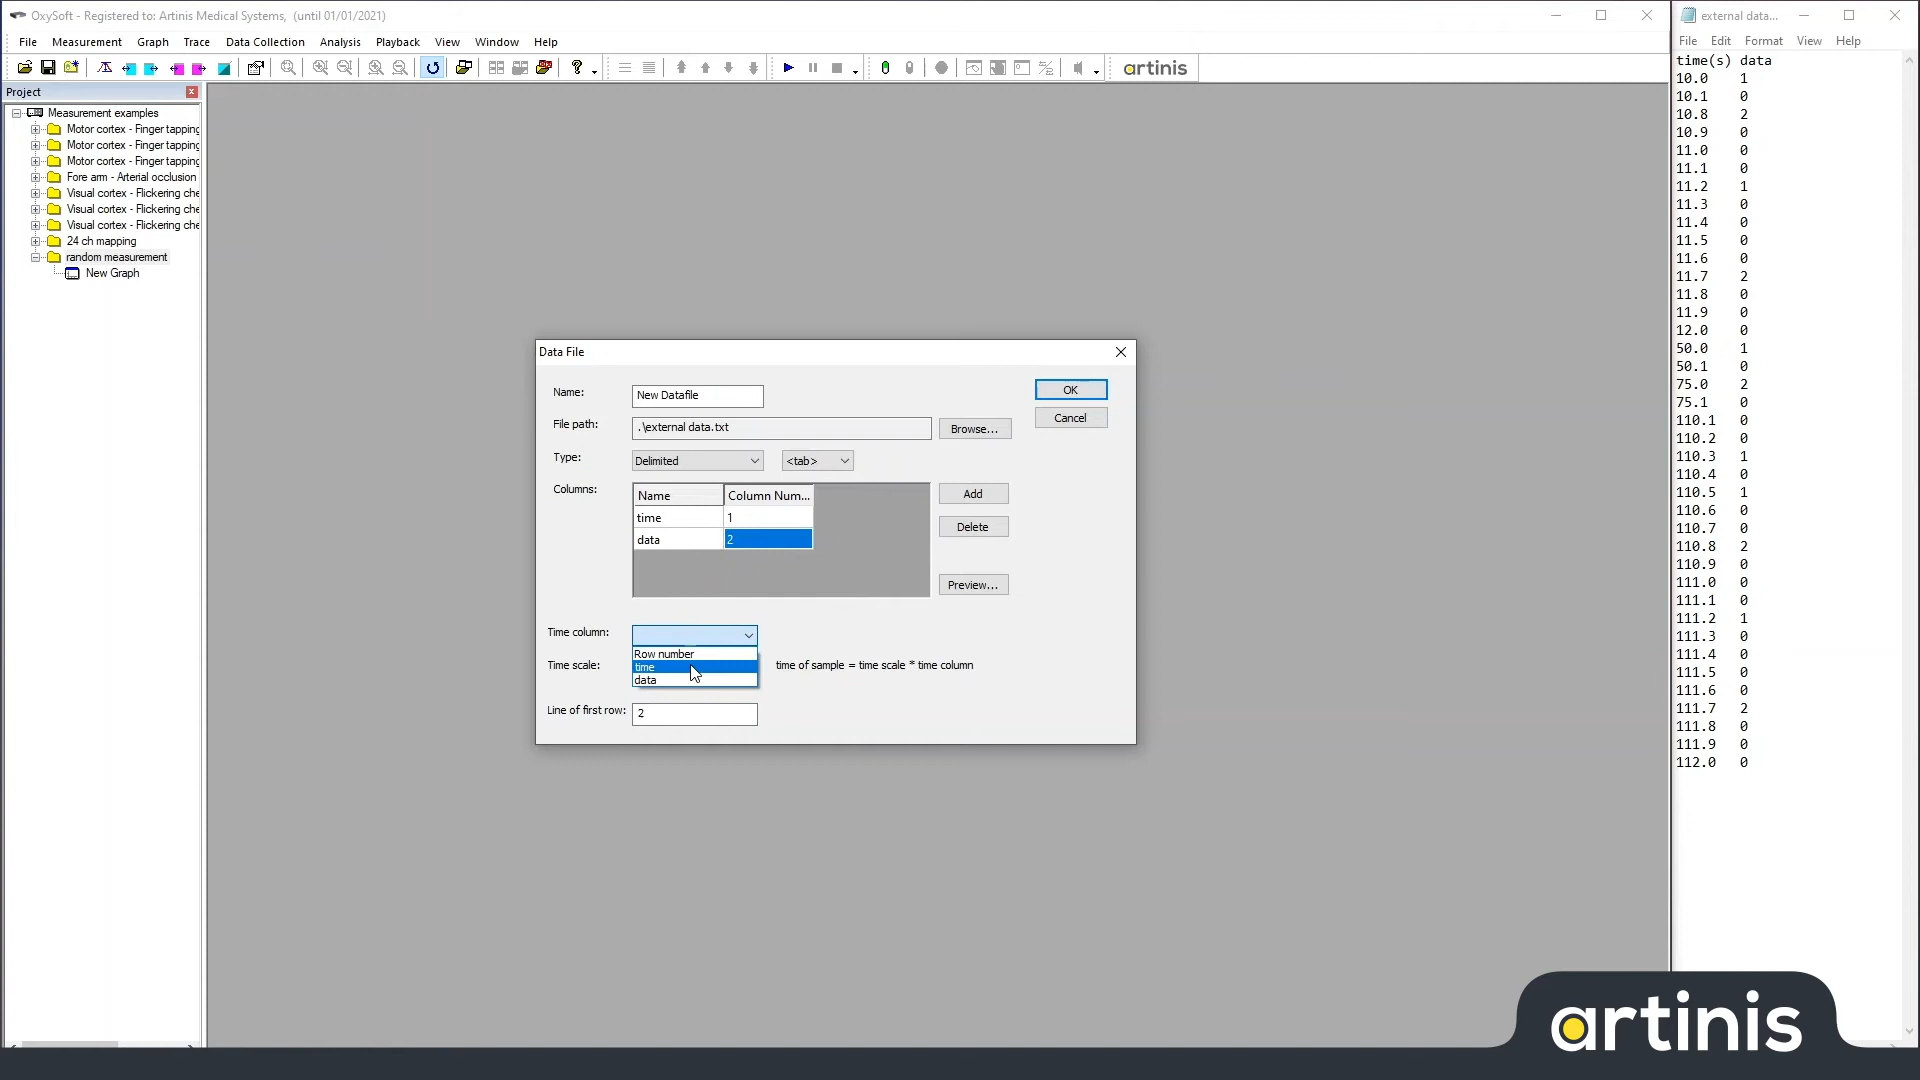 OxySoft - Registered to: Artinis Medical Systems, (until 01/01/2021)
File Measurement Graph Trace Data Collection Analysis Playback View Window Help
artinis
Project
Measurement examples
Motor cortex - Finger tapping
Motor cortex - Finger tapping
Motor cortex - Finger tapping
Fore arm - Arterial occlusion
Visual cortex - Flickering che
Visual cortex - Flickering che
Visual cortex - Flickering che
24 ch mapping
random measurement
New Graph
Data File
Name: New Datafile OK
File path: .\external data.txt Browse... Cancel
Type: Delimited <tab>
Columns: Name Column Num... Add
time 1
data 2 Delete
Preview...
Time column:
Row number
Time scale: time time of sample = time scale * time column
data
Line of first row: 2
external data...
File Edit Format View Help
time(s) data
10.0 1
10.1 0
10.8 2
10.9 0
11.0 0
11.1 0
11.2 1
11.3 0
11.4 0
11.5 0
11.6 0
11.7 2
11.8 0
11.9 0
12.0 0
50.0 1
50.1 0
75.0 2
75.1 0
110.1 0
110.2 0
110.3 1
110.4 0
110.5 1
110.6 0
110.7 0
110.8 2
110.9 0
111.0 0
111.1 0
111.2 1
111.3 0
111.4 0
111.5 0
111.6 0
111.7 2
111.8 0
111.9 0
112.0 0
artinis